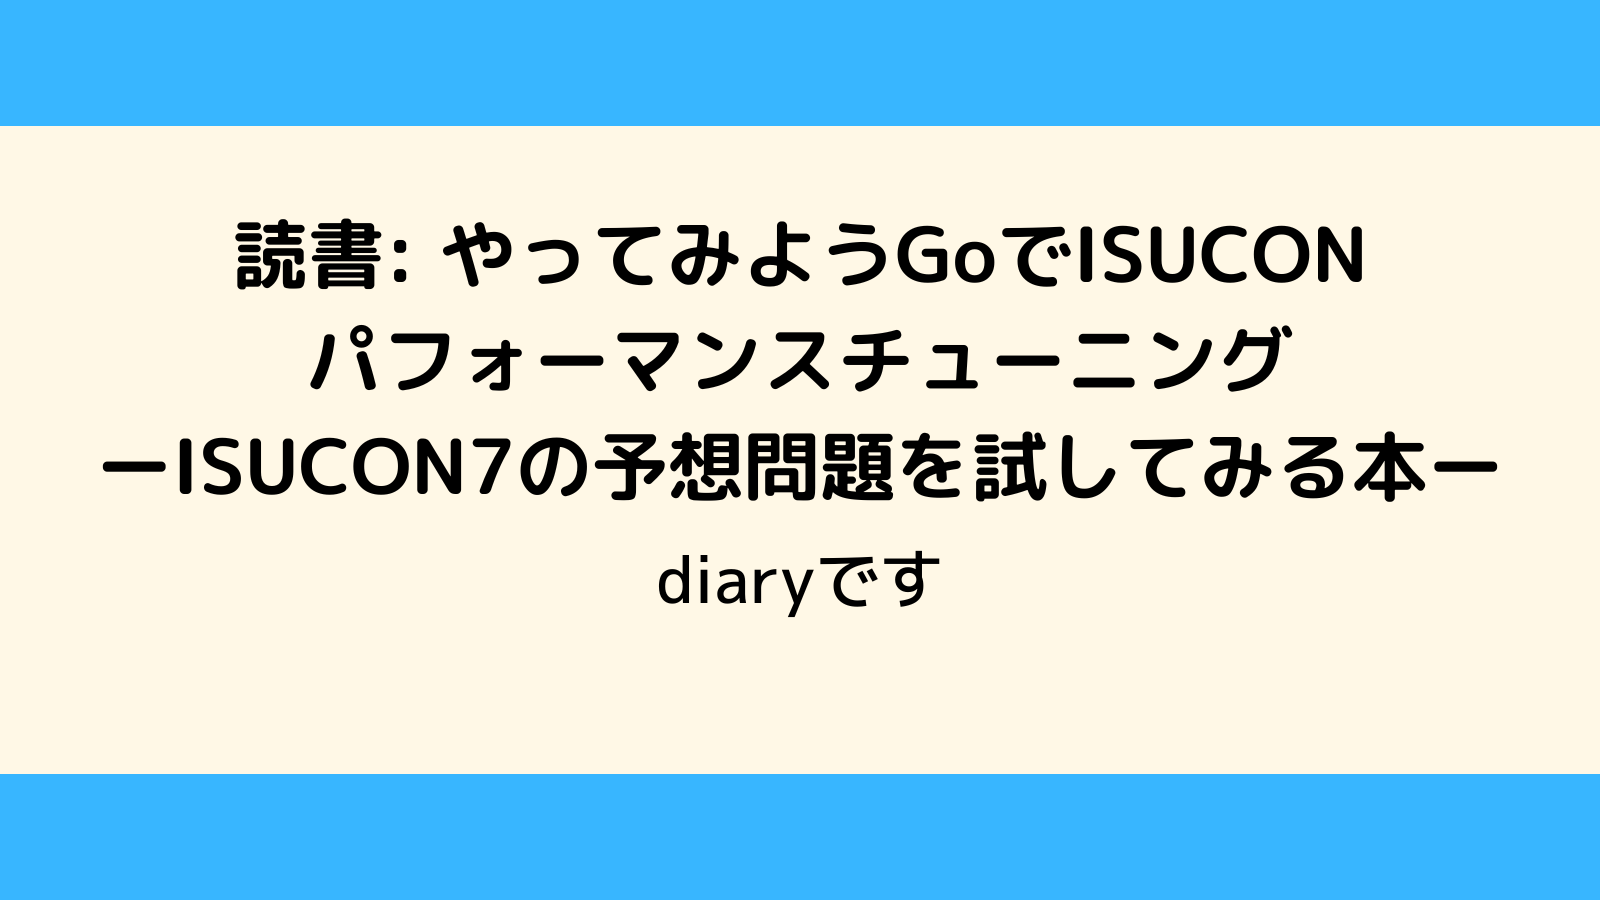 読書: やってみようGoでISUCON
パフォーマンスチューニング
ーISUCON7の予想問題を試してみる本ー
diaryです